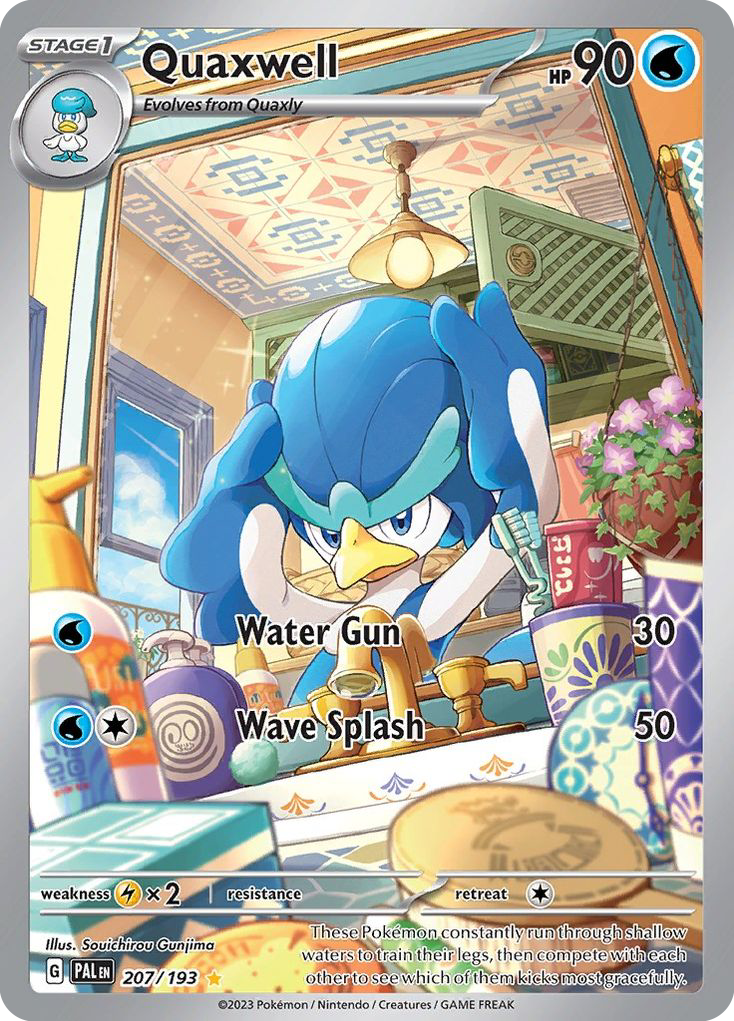 STAGE 1
Quaxwell
HP 90
Evolves from Quaxly
Water Gun 30
Wave Splash 50
weakness ×2 resistance retreat
Illus. Souichirou Gunjima
These Pokémon constantly run through shallow
waters to train their legs, then compete with each
other to see which of them kicks most gracefully.
G PAL EN 207/193
©2023 Pokémon / Nintendo / Creatures / GAME FREAK